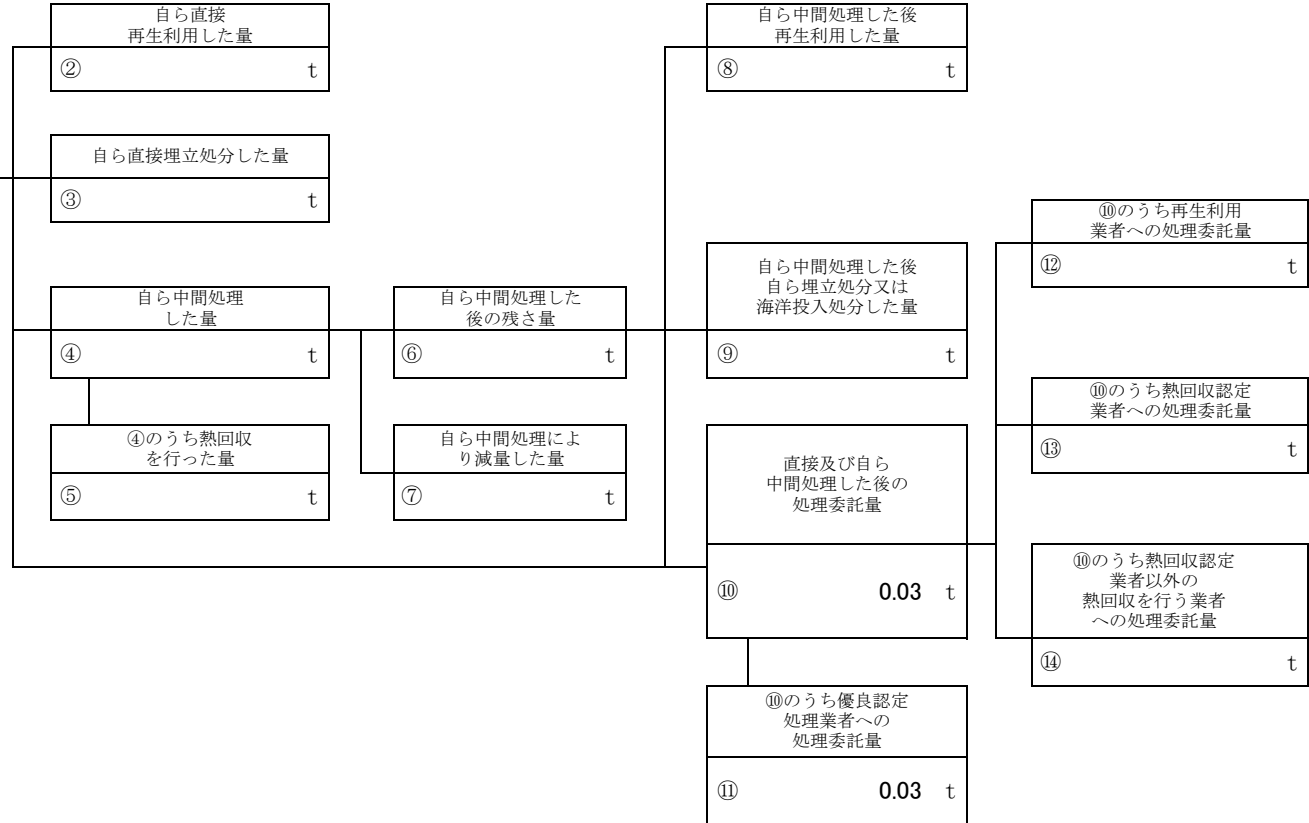 自ら直接
再生利用した量
② t
自ら直接埋立処分した量
③ t
自ら中間処理
した量
④ t
④のうち熱回収
を行った量
⑤ t
自ら中間処理した
後の残さ量
⑥ t
自ら中間処理によ
り減量した量
⑦ t
自ら中間処理した後
再生利用した量
⑧ t
自ら中間処理した後
自ら埋立処分又は
海洋投入処分した量
⑨ t
直接及び自ら
中間処理した後の
処理委託量
⑩ 0.03 t
⑩のうち優良認定
処理業者への
処理委託量
⑪ 0.03 t
⑩のうち再生利用
業者への処理委託量
⑫ t
⑩のうち熱回収認定
業者への処理委託量
⑬ t
⑩のうち熱回収認定
業者以外の
熱回収を行う業者
への処理委託量
⑭ t